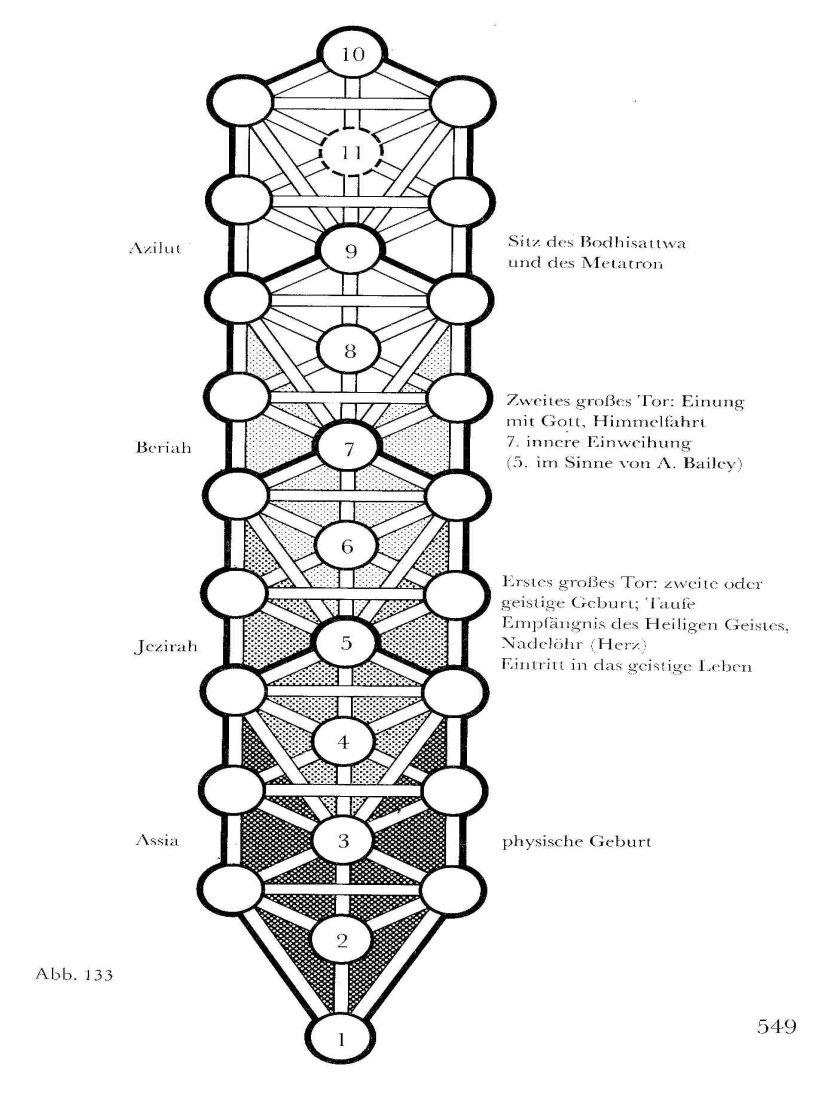 10
11
Azilut
9
Sitz des Bodhisattwa
und des Metatron
8
Zweites großes Tor: Einung
mit Gott, Himmelfahrt
7. innere Einweihung
(5. im Sinne von A. Bailey)
Beriah
7
6
Erstes großes Tor: zweite oder
geistige Geburt; Taufe
Empfängnis des Heiligen Geistes,
Nadelöhr (Herz)
Eintritt in das geistige Leben
Jezirah
5
4
Assia
3
physische Geburt
2
Abb. 133
1
549